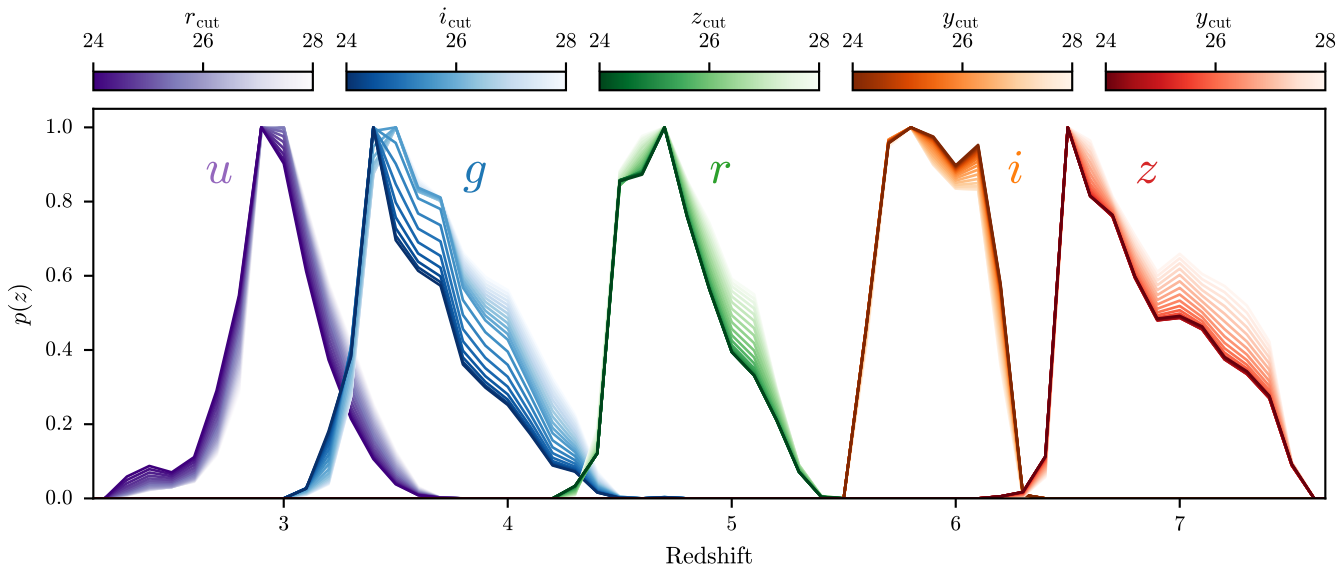 r_cut i_cut z_cut y_cut y_cut
24 26 28 24 26 28 24 26 28 24 26 28 24 26 28
1.0
0.8
0.6
0.4
0.2
0.0
p(z)
u g r i z
3 4 5 6 7
Redshift